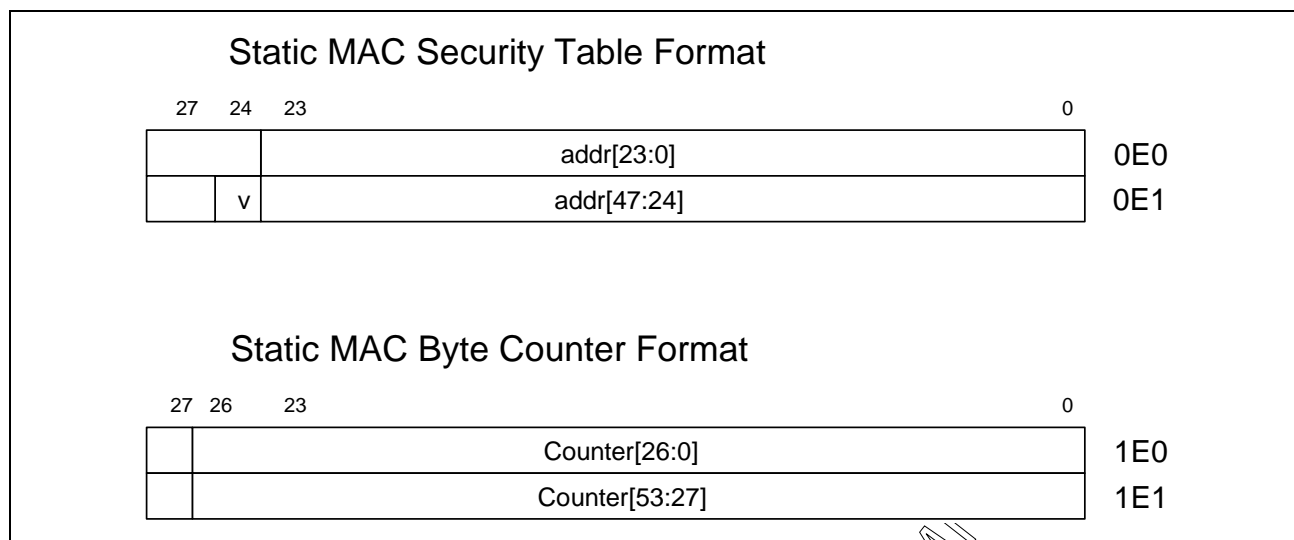 Static MAC Security Table Format
27 24 23 0
addr[23:0] 0E0
v addr[47:24] 0E1
Static MAC Byte Counter Format
27 26 23 0
Counter[26:0] 1E0
Counter[53:27] 1E1